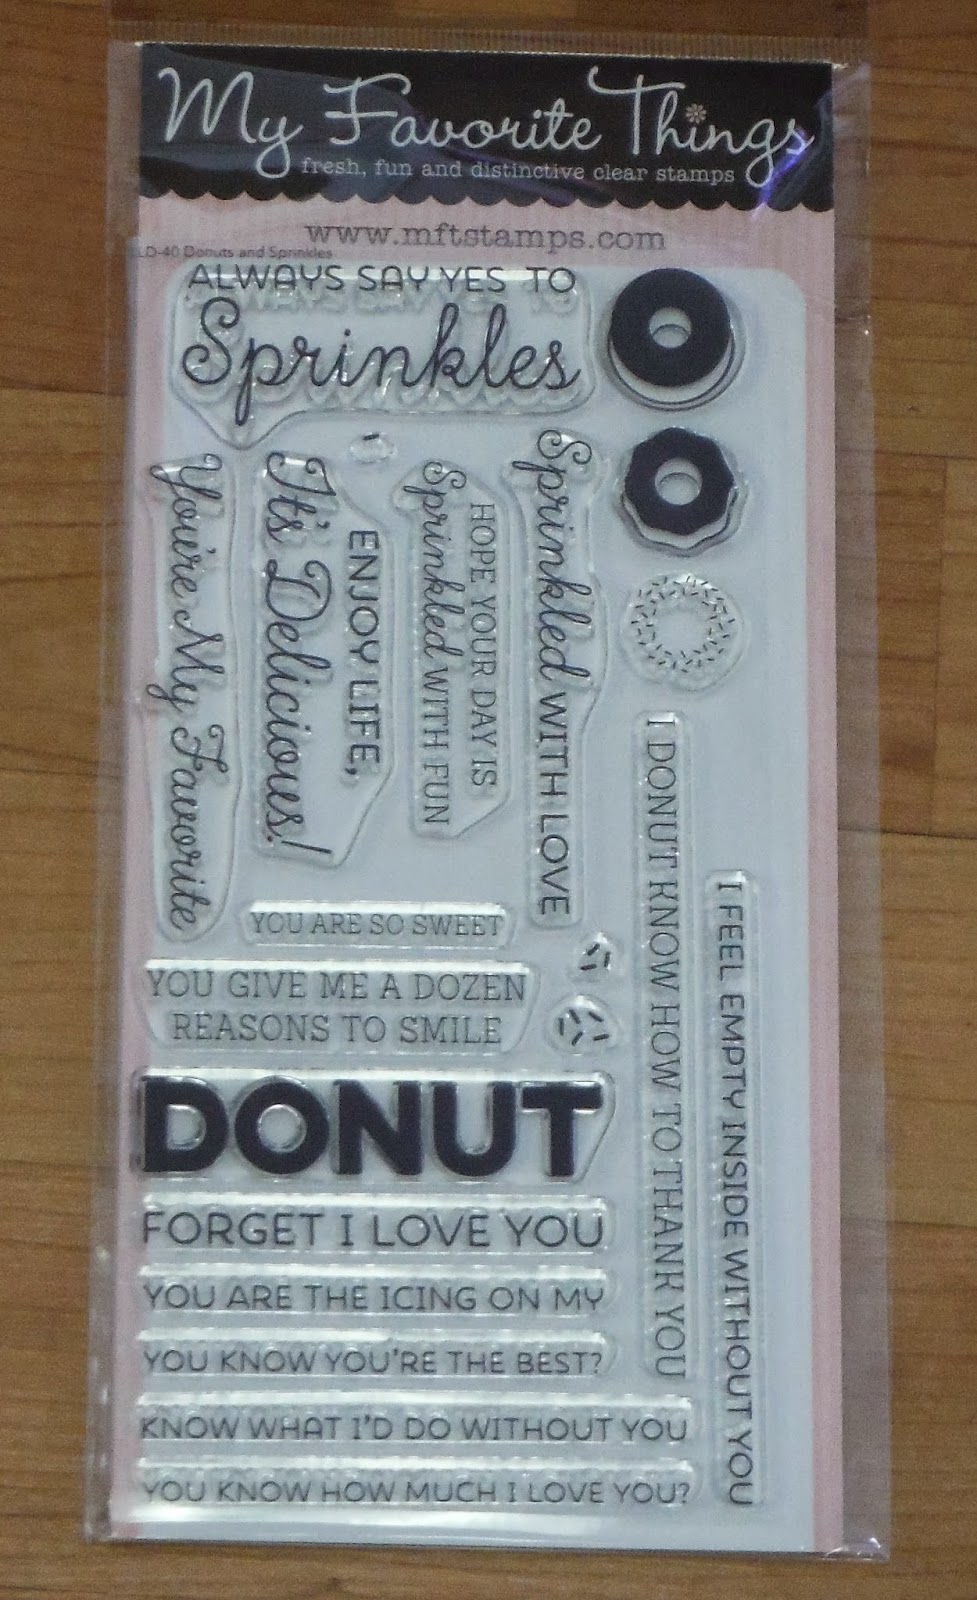 My Favorite Things
fresh, fun and distinctive clear stamps
www.mftstamps.com
LD-40 Donuts and Sprinkles
ALWAYS SAY YES TO
Sprinkles
You're My Favorite
ENJOY LIFE,
It's Delicious!
HOPE YOUR DAY IS
Sprinkled WITH FUN
Sprinkled WITH LOVE
I DONUT KNOW HOW TO THANK YOU
I FEEL EMPTY INSIDE WITHOUT YOU
YOU ARE SO SWEET
YOU GIVE ME A DOZEN
REASONS TO SMILE
DONUT
FORGET I LOVE YOU
YOU ARE THE ICING ON MY
YOU KNOW YOU'RE THE BEST?
KNOW WHAT I'D DO WITHOUT YOU
YOU KNOW HOW MUCH I LOVE YOU?